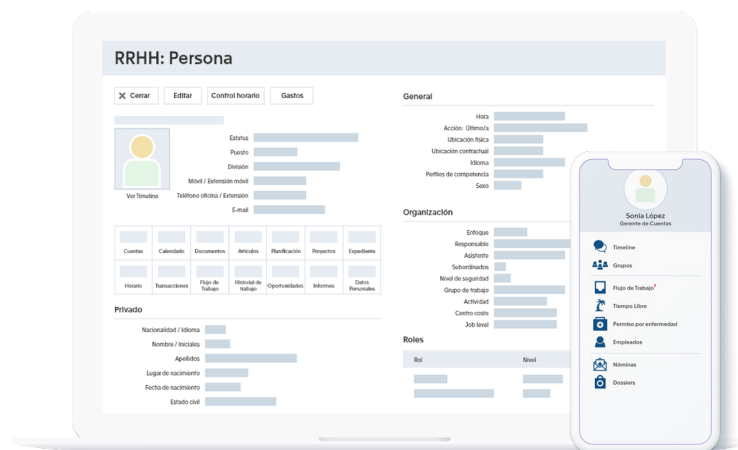 RRHH: Persona
Cerrar
Editar
Control horario
Gastos
Ver Timeline
Estatus
Puesto
División
Móvil / Extensión móvil
Teléfono oficina / Extensión
E-mail
Cuentas
Calendario
Documentos
Artículos
Planificación
Proyectos
Expediente
Horario
Transacciones
Flujo de
Trabajo
Historial de
trabajo
Oportunidades
Informes
Datos
Personales
Privado
Nacionalidad / Idioma
Nombre / Iniciales
Apellidos
Lugar de nacimiento
Fecha de nacimiento
Estado civil
General
Hora
Acción: Último/a
Ubicación física
Ubicación contractual
Idioma
Perfiles de competencia
Sexo
Organización
Enfoque
Responsable
Asistente
Subordinados
Nivel de seguridad
Grupo de trabajo
Actividad
Centro coste
Job level
Roles
Rol
Nivel
Sonia López
Gerente de Cuentas
Timeline
Grupos
Flujo de Trabajo
Tiempo Libre
Permiso por enfermedad
Empleados
Nóminas
Dossiers